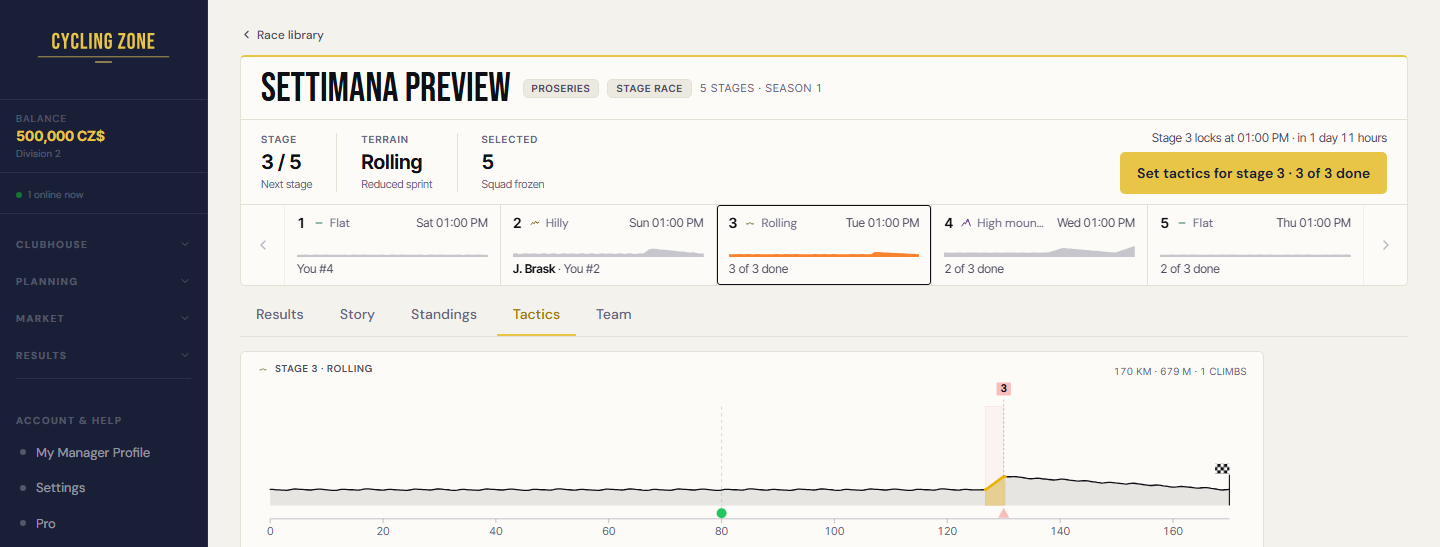 CYCLING ZONE
BALANCE
500,000 CZ$
Division 2
1 online now
CLUBHOUSE
PLANNING
MARKET
RESULTS
ACCOUNT & HELP
My Manager Profile
Settings
Pro
Race library
SETTIMANA PREVIEW PROSERIES STAGE RACE 5 STAGES · SEASON 1
STAGE
3 / 5
Next stage
TERRAIN
Rolling
Reduced sprint
SELECTED
5
Squad frozen
Stage 3 locks at 01:00 PM · in 1 day 11 hours
Set tactics for stage 3 · 3 of 3 done
1 Flat Sat 01:00 PM
You #4
2 Hilly Sun 01:00 PM
J. Brask · You #2
3 Rolling Tue 01:00 PM
3 of 3 done
4 High moun... Wed 01:00 PM
2 of 3 done
5 Flat Thu 01:00 PM
2 of 3 done
Results Story Standings Tactics Team
STAGE 3 · ROLLING 170 KM · 679 M · 1 CLIMBS
3
0 20 40 60 80 100 120 140 160